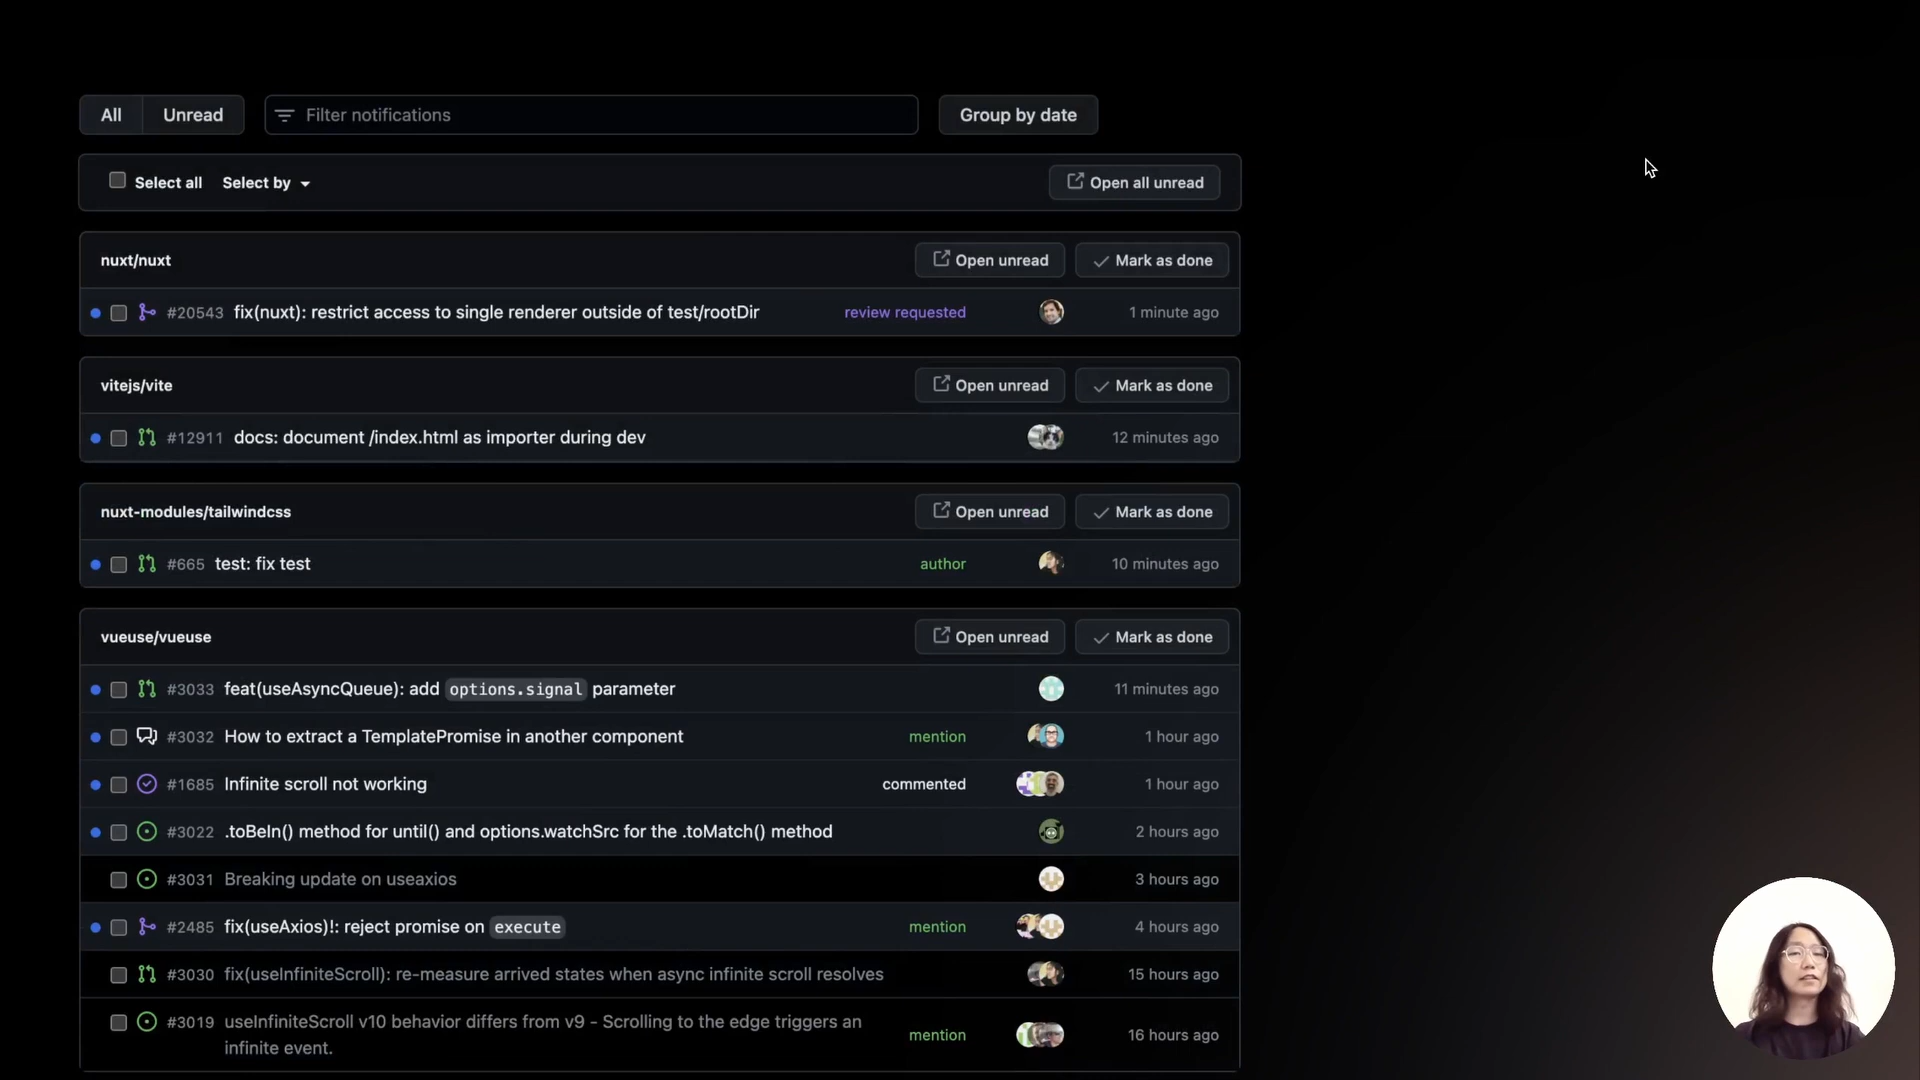 All Unread Filter notifications Group by date
Select all Select by Open all unread
nuxt/nuxt Open unread Mark as done
#20543 fix(nuxt): restrict access to single renderer outside of test/rootDir review requested 1 minute ago
vitejs/vite Open unread Mark as done
#12911 docs: document /index.html as importer during dev 12 minutes ago
nuxt-modules/tailwindcss Open unread Mark as done
#665 test: fix test author 10 minutes ago
vueuse/vueuse Open unread Mark as done
#3033 feat(useAsyncQueue): add options.signal parameter 11 minutes ago
#3032 How to extract a TemplatePromise in another component mention 1 hour ago
#1685 Infinite scroll not working commented 1 hour ago
#3022 .toBeIn() method for until() and options.watchSrc for the .toMatch() method 2 hours ago
#3031 Breaking update on useaxios 3 hours ago
#2485 fix(useAxios)!: reject promise on execute mention 4 hours ago
#3030 fix(useInfiniteScroll): re-measure arrived states when async infinite scroll resolves 15 hours ago
#3019 useInfiniteScroll v10 behavior differs from v9 - Scrolling to the edge triggers an
infinite event. mention 16 hours ago